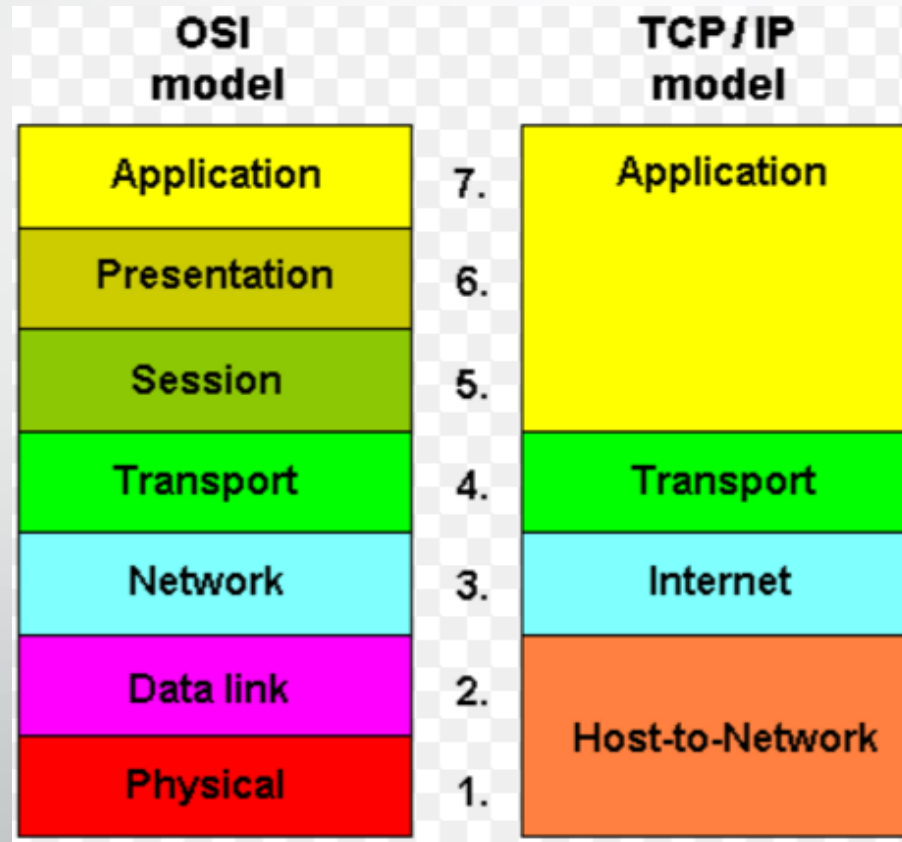 OSI
model
Application
Presentation
Session
Transport
Network
Data link
Physical
7.
6.
5.
4.
3.
2.
1.
TCP / IP
model
Application
Transport
Internet
Host-to-Network